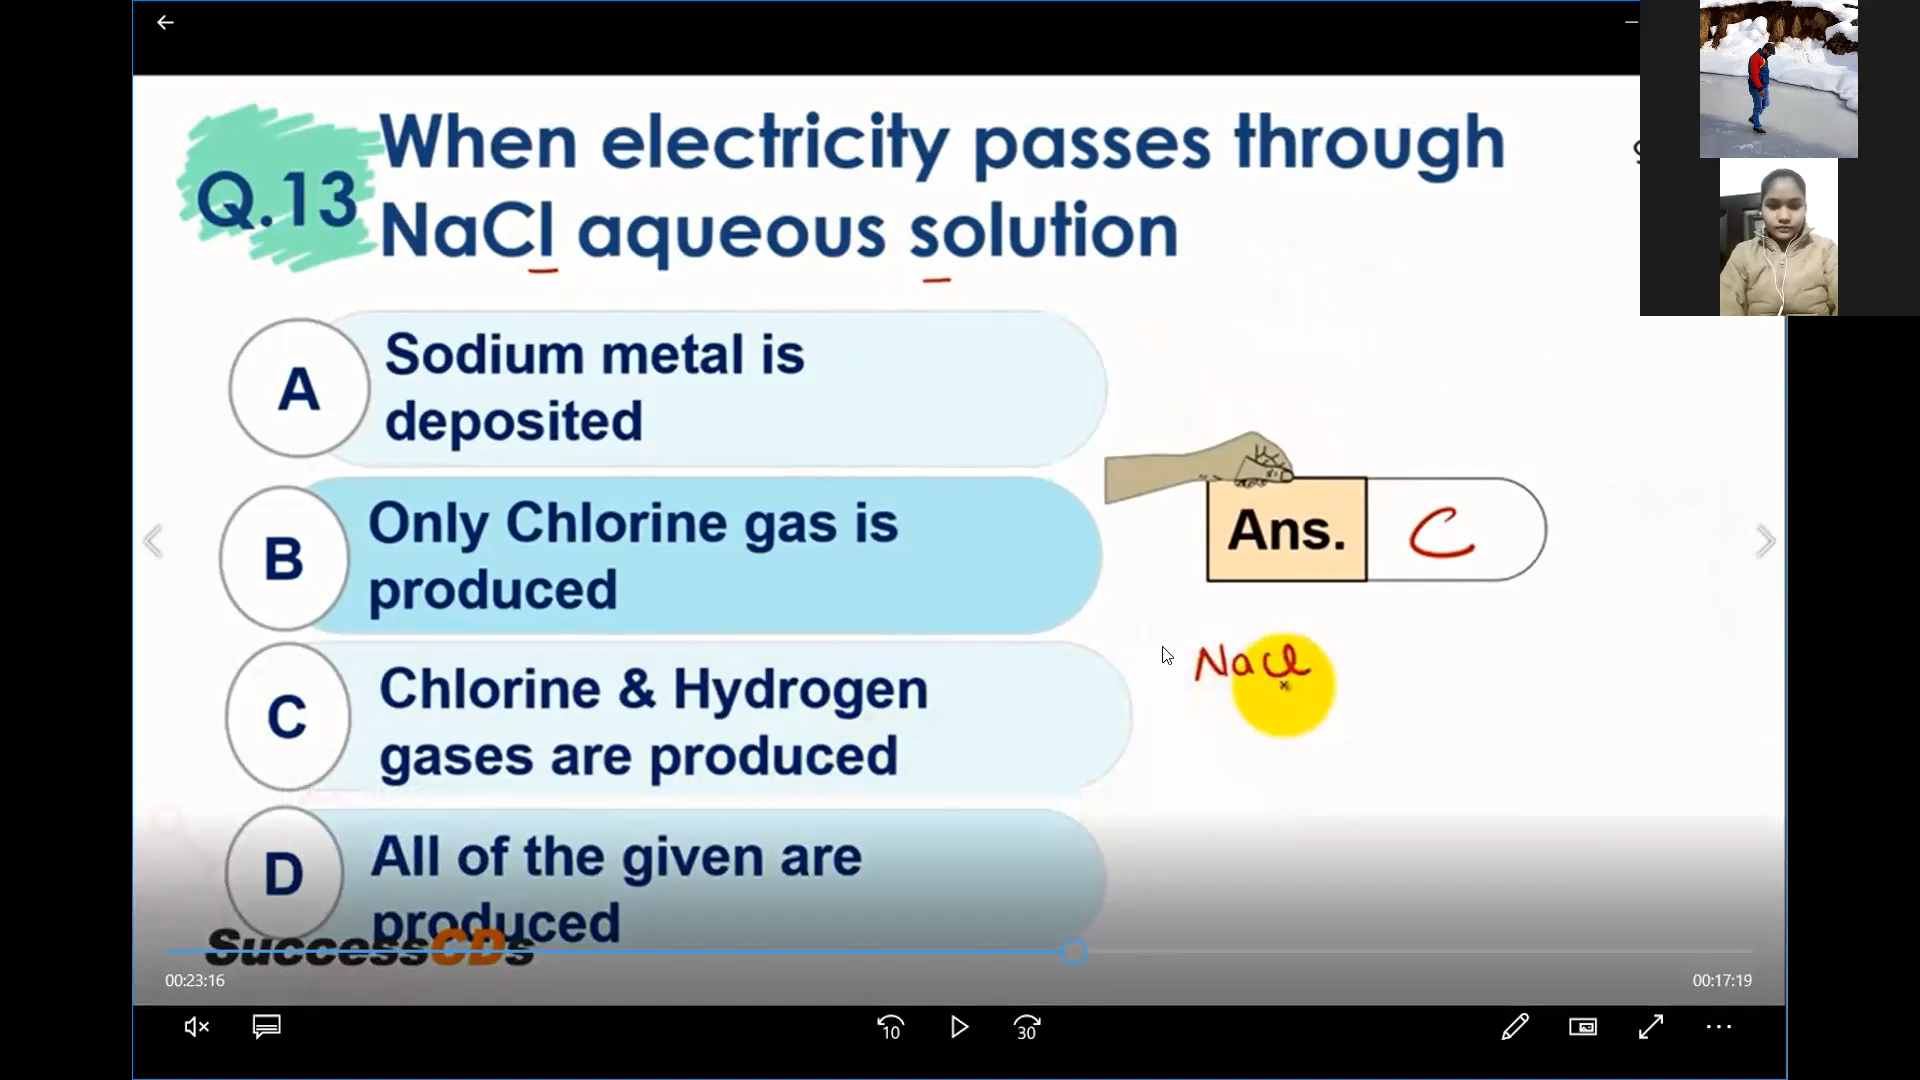 Q.13
When electricity passes through
NaCl aqueous solution
A
Sodium metal is
deposited
B
Only Chlorine gas is
produced
Ans. C
NaCl
C
Chlorine & Hydrogen
gases are produced
D
All of the given are
produced
SuccessCDs
00:23:16
00:17:19
10
30